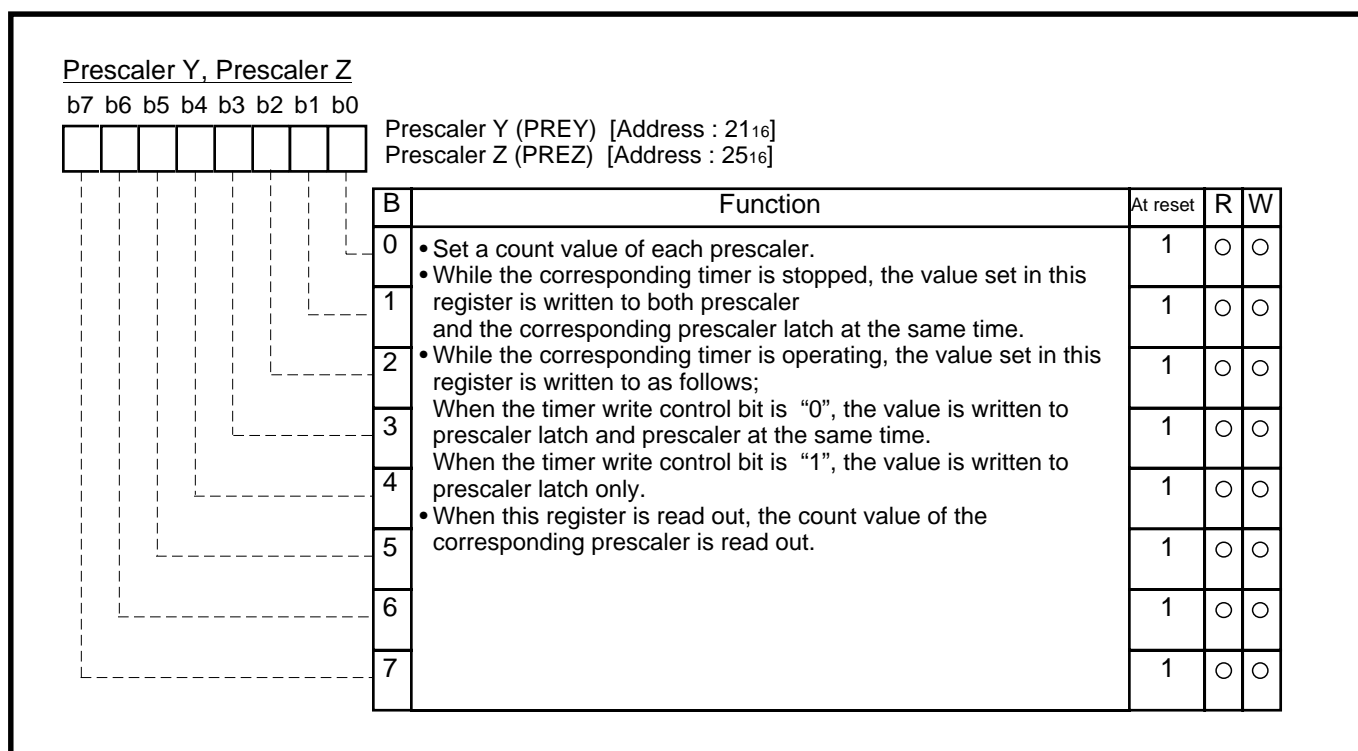 Prescaler Y, Prescaler Z
b7 b6 b5 b4 b3 b2 b1 b0
Prescaler Y (PREY) [Address : 21₁₆]
Prescaler Z (PREZ) [Address : 25₁₆]
B Function At reset R W
0 • Set a count value of each prescaler. 1 ○ ○
• While the corresponding timer is stopped, the value set in this
1 register is written to both prescaler 1 ○ ○
and the corresponding prescaler latch at the same time.
2 • While the corresponding timer is operating, the value set in this 1 ○ ○
register is written to as follows;
When the timer write control bit is “0”, the value is written to
3 prescaler latch and prescaler at the same time. 1 ○ ○
When the timer write control bit is “1”, the value is written to
4 prescaler latch only. 1 ○ ○
• When this register is read out, the count value of the
5 corresponding prescaler is read out. 1 ○ ○
6 1 ○ ○
7 1 ○ ○